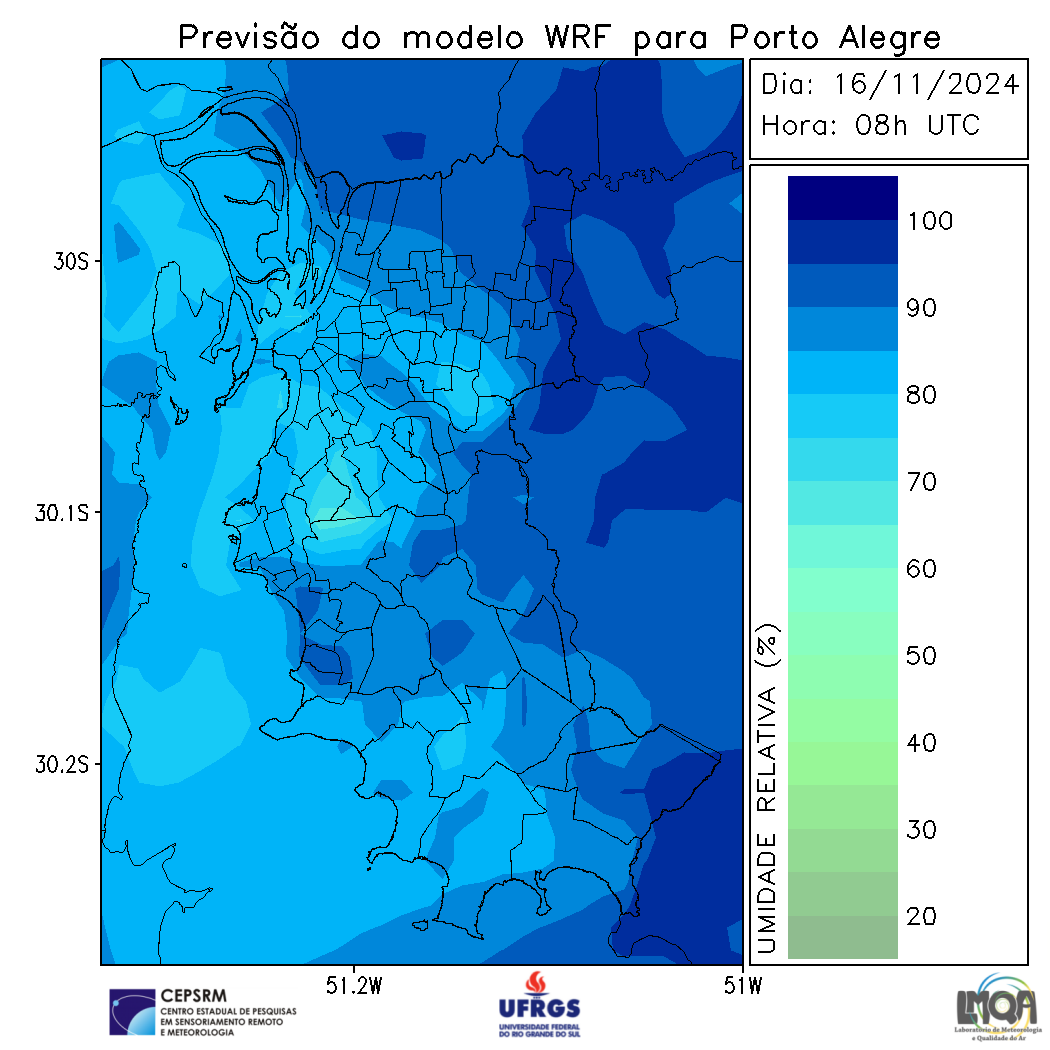 Previsão do modelo WRF para Porto Alegre
Dia: 16/11/2024
Hora: 08h UTC
30S
30.1S
30.2S
51.2W
51W
100
90
80
70
60
50
40
30
20
UMIDADE RELATIVA (%)
CEPSRM
CENTRO ESTADUAL DE PESQUISAS
EM SENSORIAMENTO REMOTO
E METEOROLOGIA
UFRGS
UNIVERSIDADE FEDERAL
DO RIO GRANDE DO SUL
LMQA
Laboratório de Meteorologia
e Qualidade do Ar